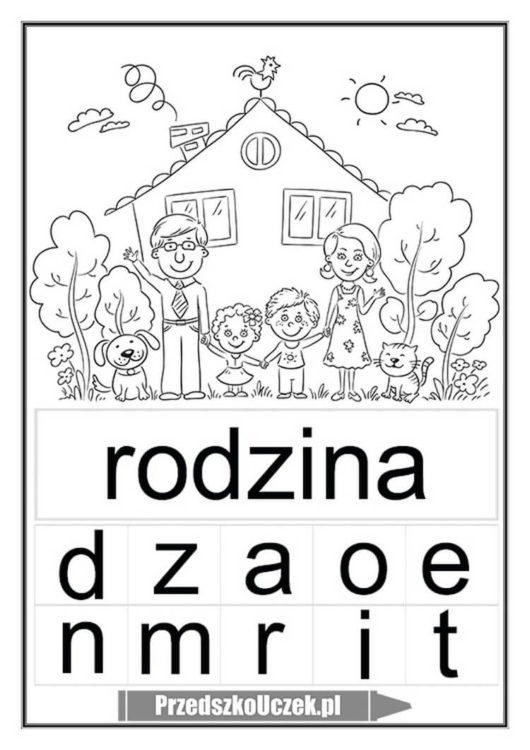 rodzina
d z a o e
n m r i t
PrzedszkoUczek.pl